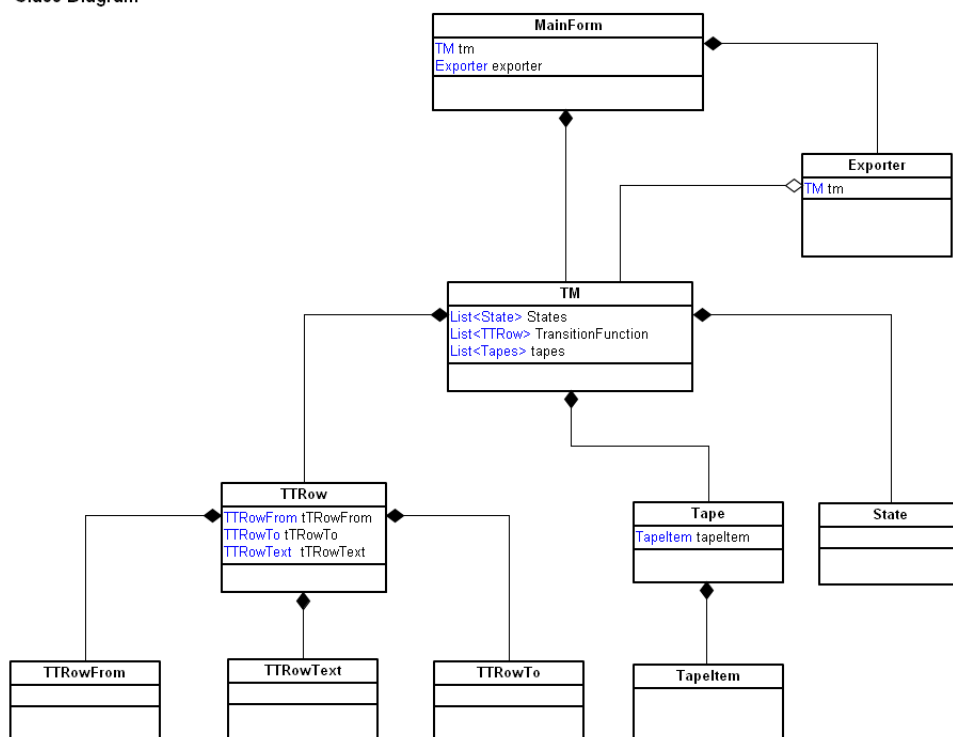 Class Diagram
MainForm
TM tm
Exporter exporter
Exporter
TM tm
TM
List<State> States
List<TTRow> TransitionFunction
List<Tapes> tapes
TTRow
TTRowFrom tTRowFrom
TTRowTo tTRowTo
TTRowText tTRowText
Tape
TapeItem tapeItem
State
TTRowFrom
TTRowText
TTRowTo
TapeItem